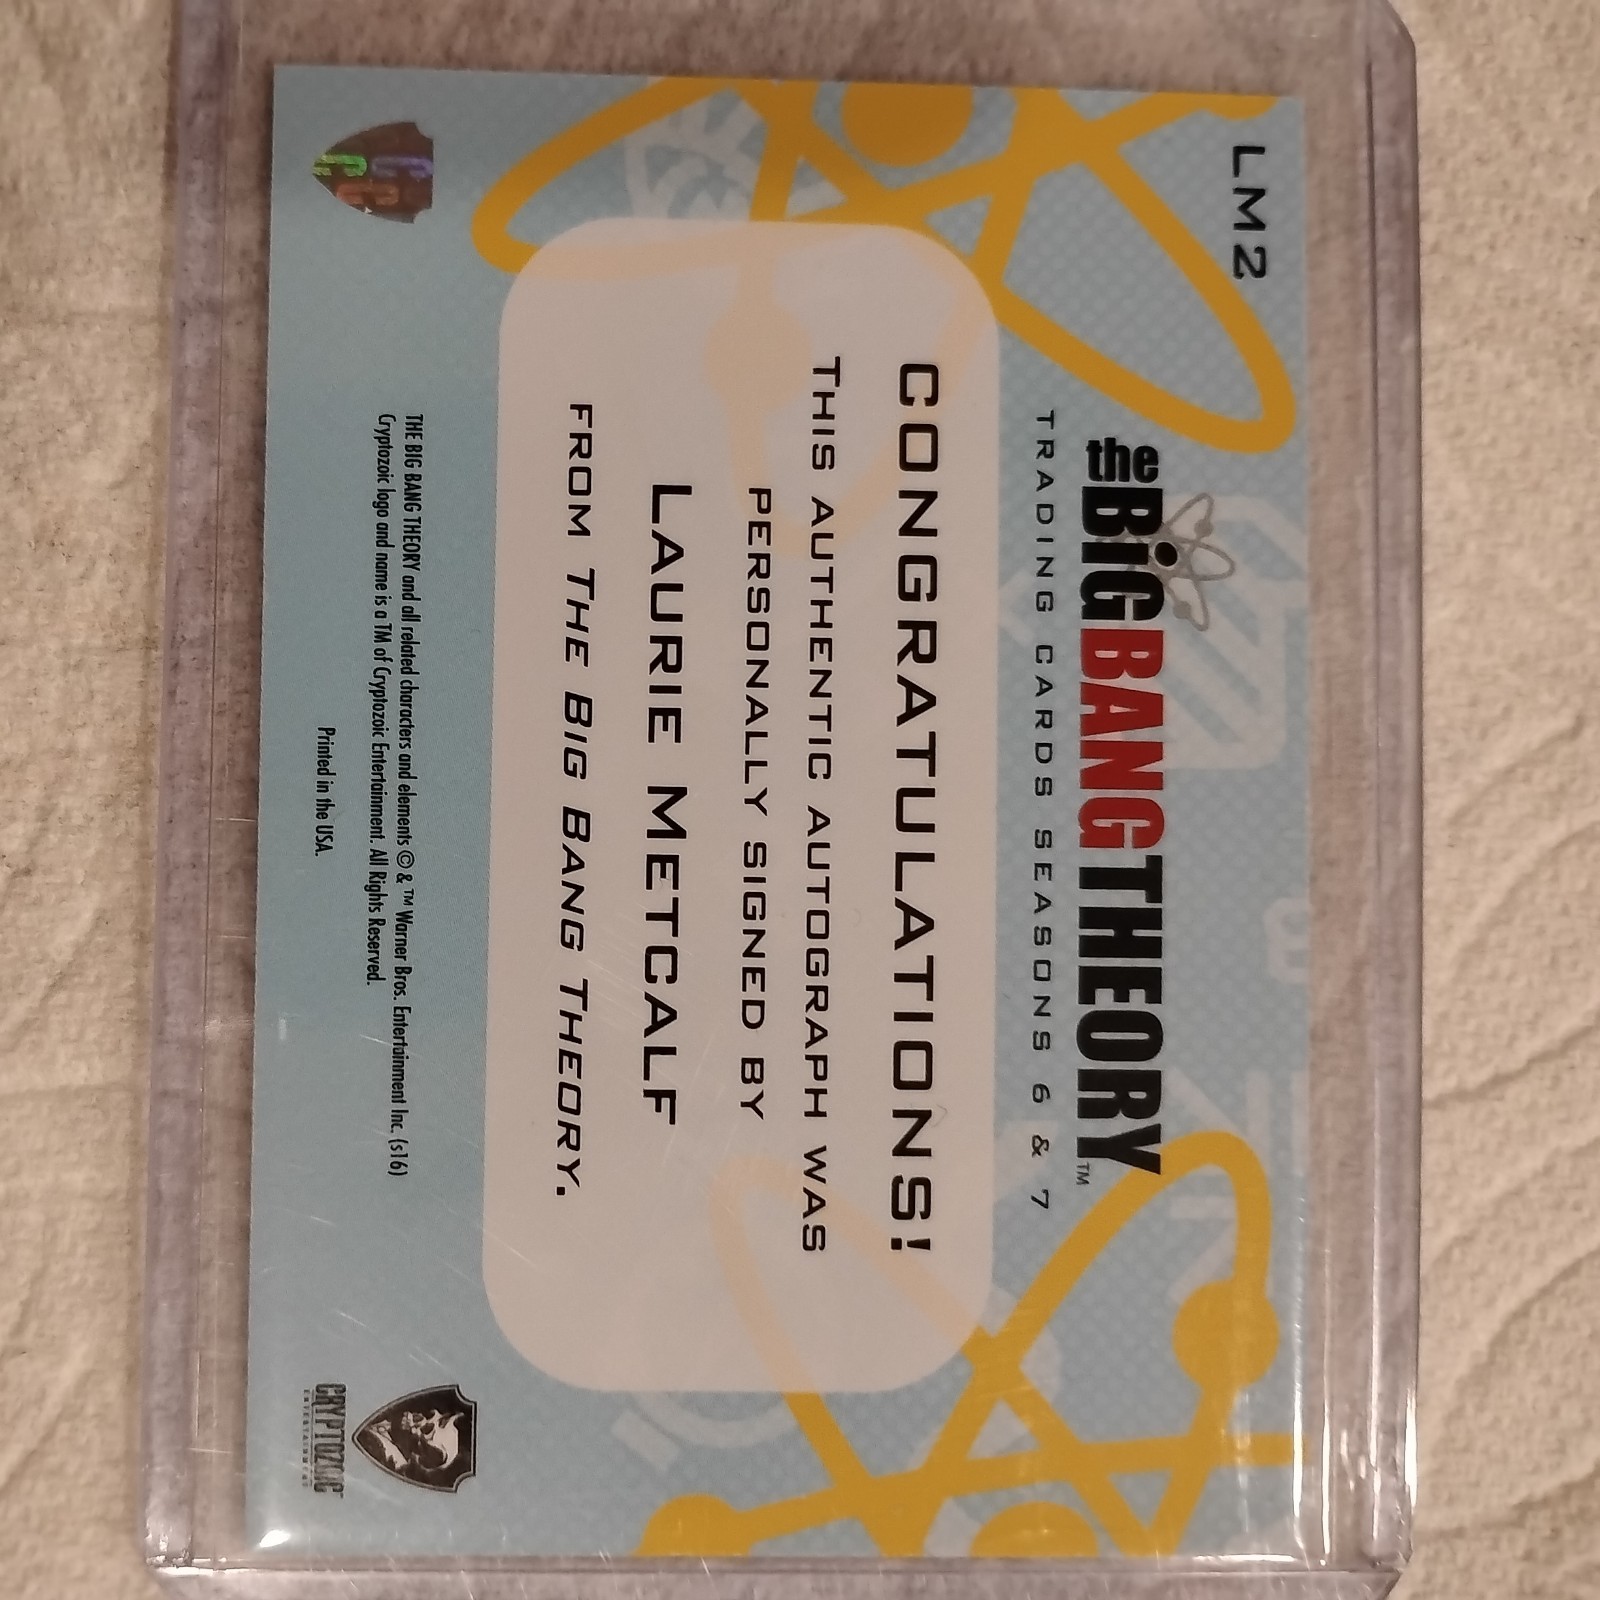 LM2
the BiG BANG THEORY™
TRADING CARDS SEASONS 6 & 7
CONGRATULATIONS!
THIS AUTHENTIC AUTOGRAPH WAS
PERSONALLY SIGNED BY
LAURIE METCALF
FROM THE BIG BANG THEORY.
THE BIG BANG THEORY and all related characters and elements © & ™ Warner Bros. Entertainment Inc. (s16)
Cryptozoic logo and name is a TM of Cryptozoic Entertainment. All Rights Reserved.
Printed in the USA.
CRYPTOZOIC
ENTERTAINMENT